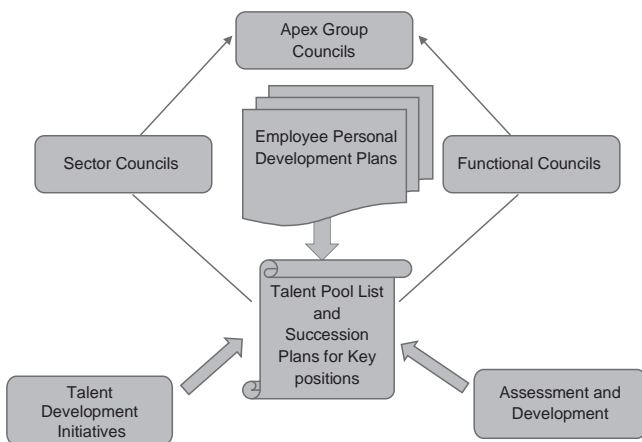 Apex Group
Councils
Employee Personal
Development Plans
Sector Councils
Functional Councils
Talent Pool List
and
Succession
Plans for Key
positions
Talent
Development
Initiatives
Assessment and
Development